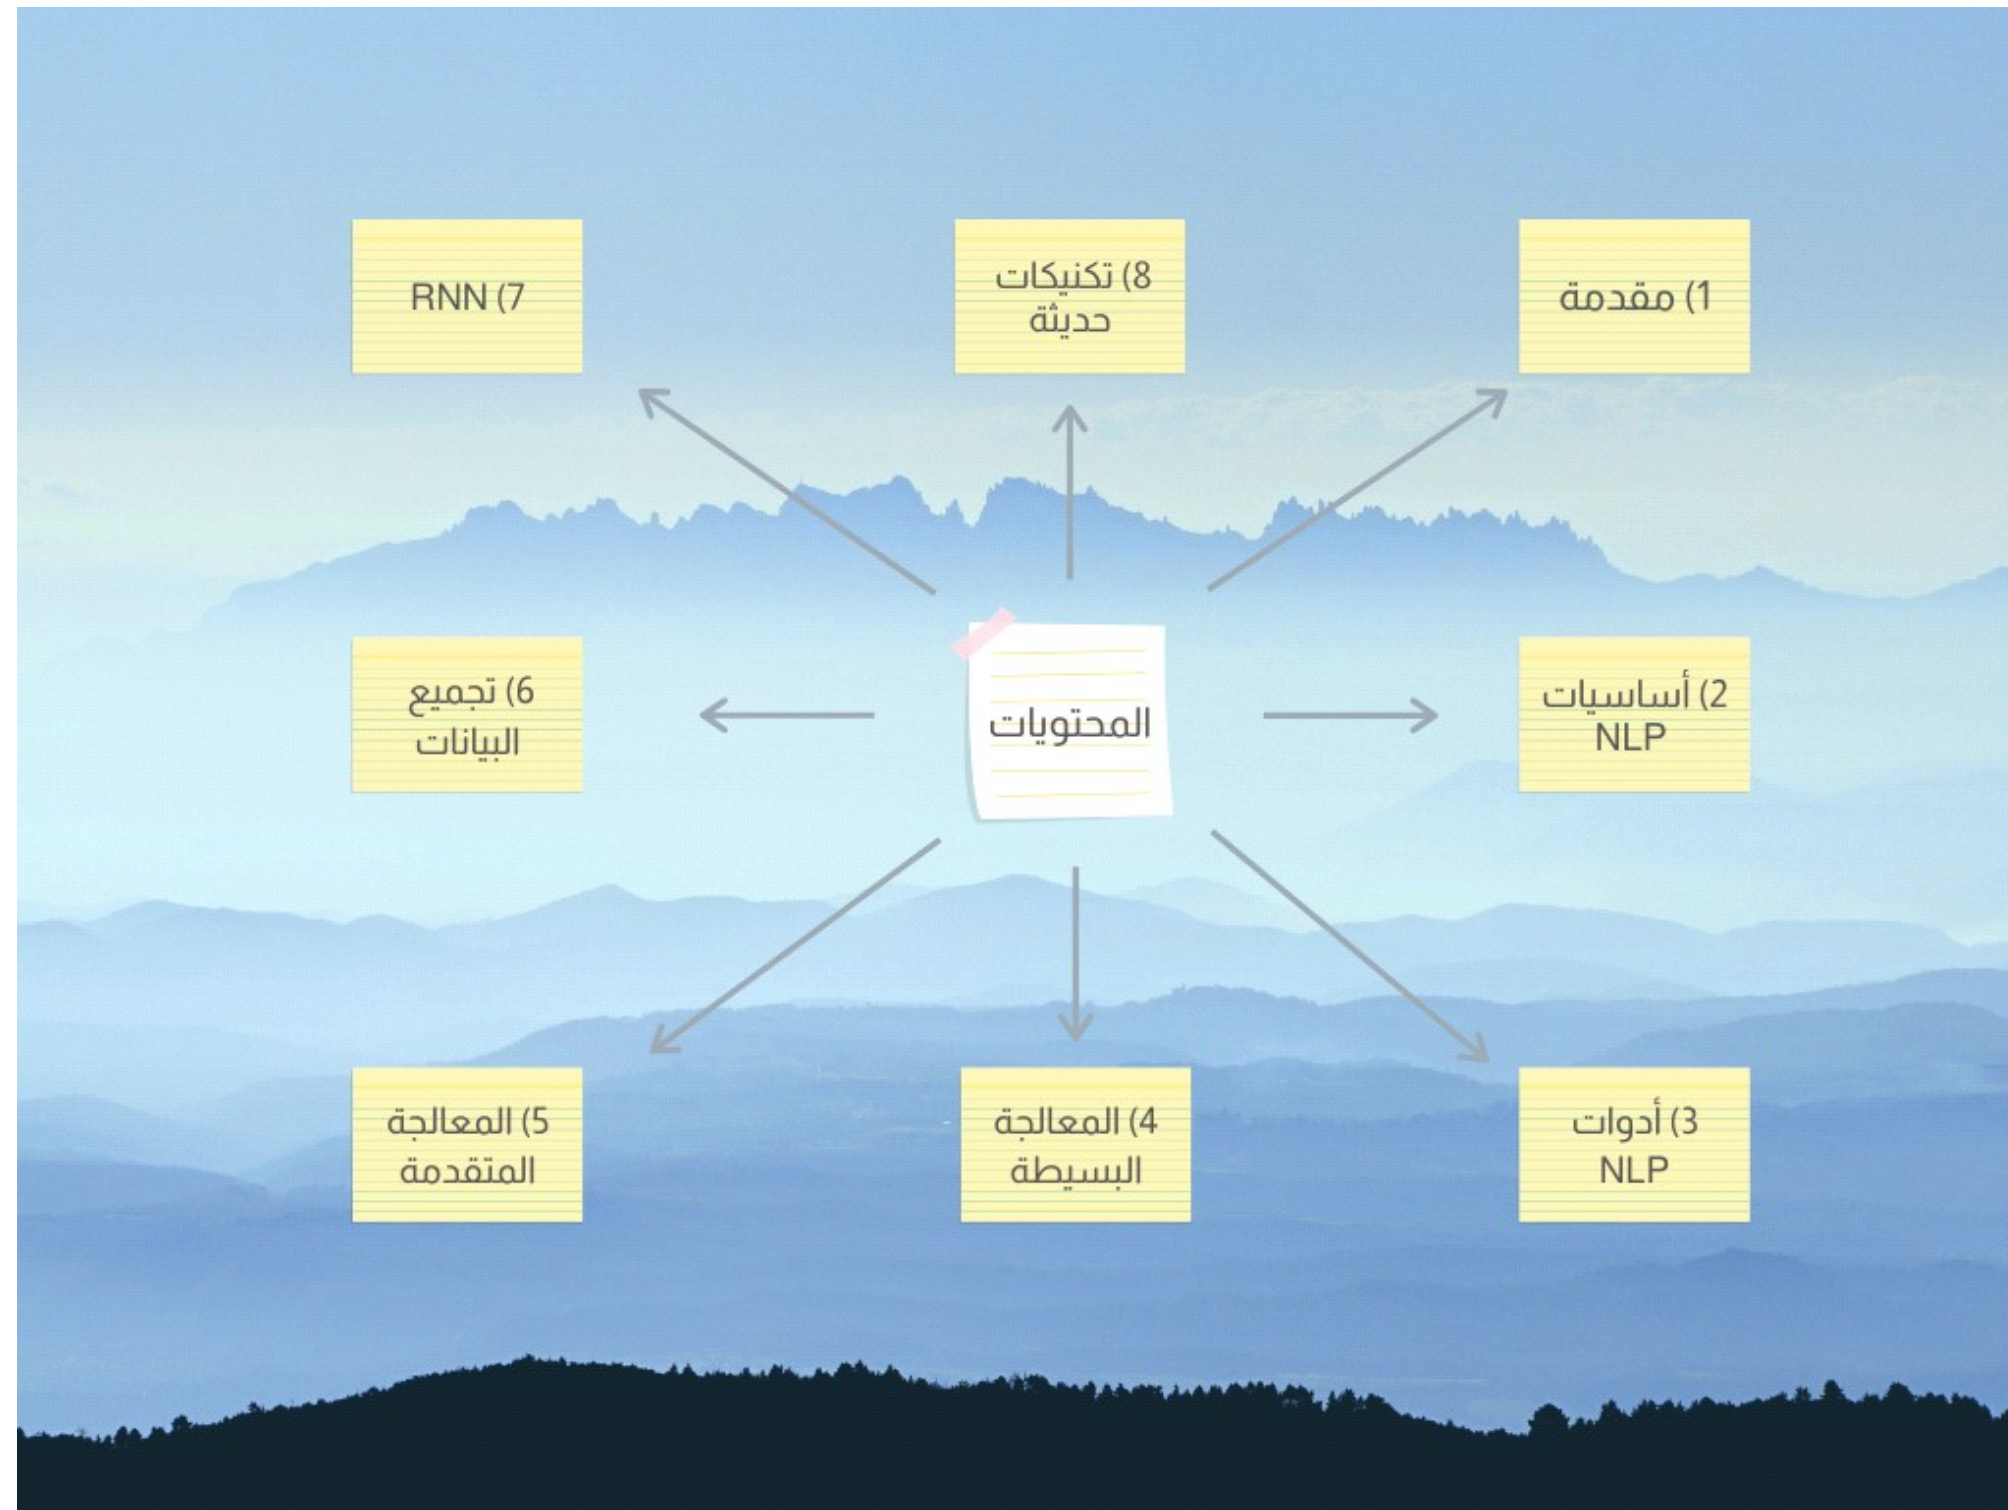 المحتويات
1) مقدمة
2) أساسيات
NLP
3) أدوات
NLP
4) المعالجة
البسيطة
5) المعالجة
المتقدمة
6) تجميع
البيانات
7) RNN
8) تكنيكات
حديثة